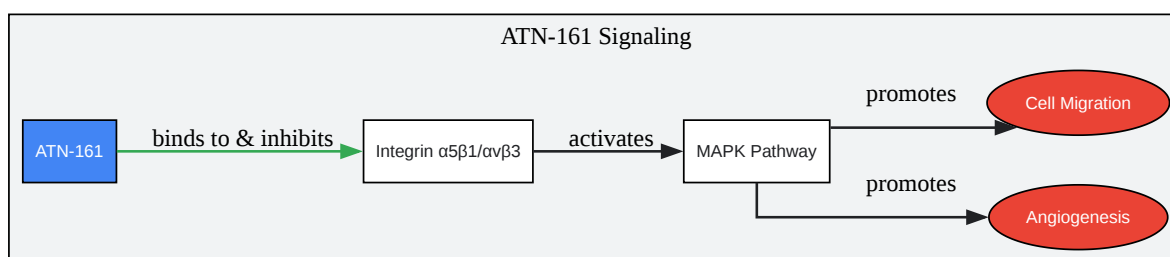 ATN-161 Signaling
promotes
Cell Migration
ATN-161
binds to & inhibits
Integrin α5β1/αvβ3
activates
MAPK Pathway
promotes
Angiogenesis